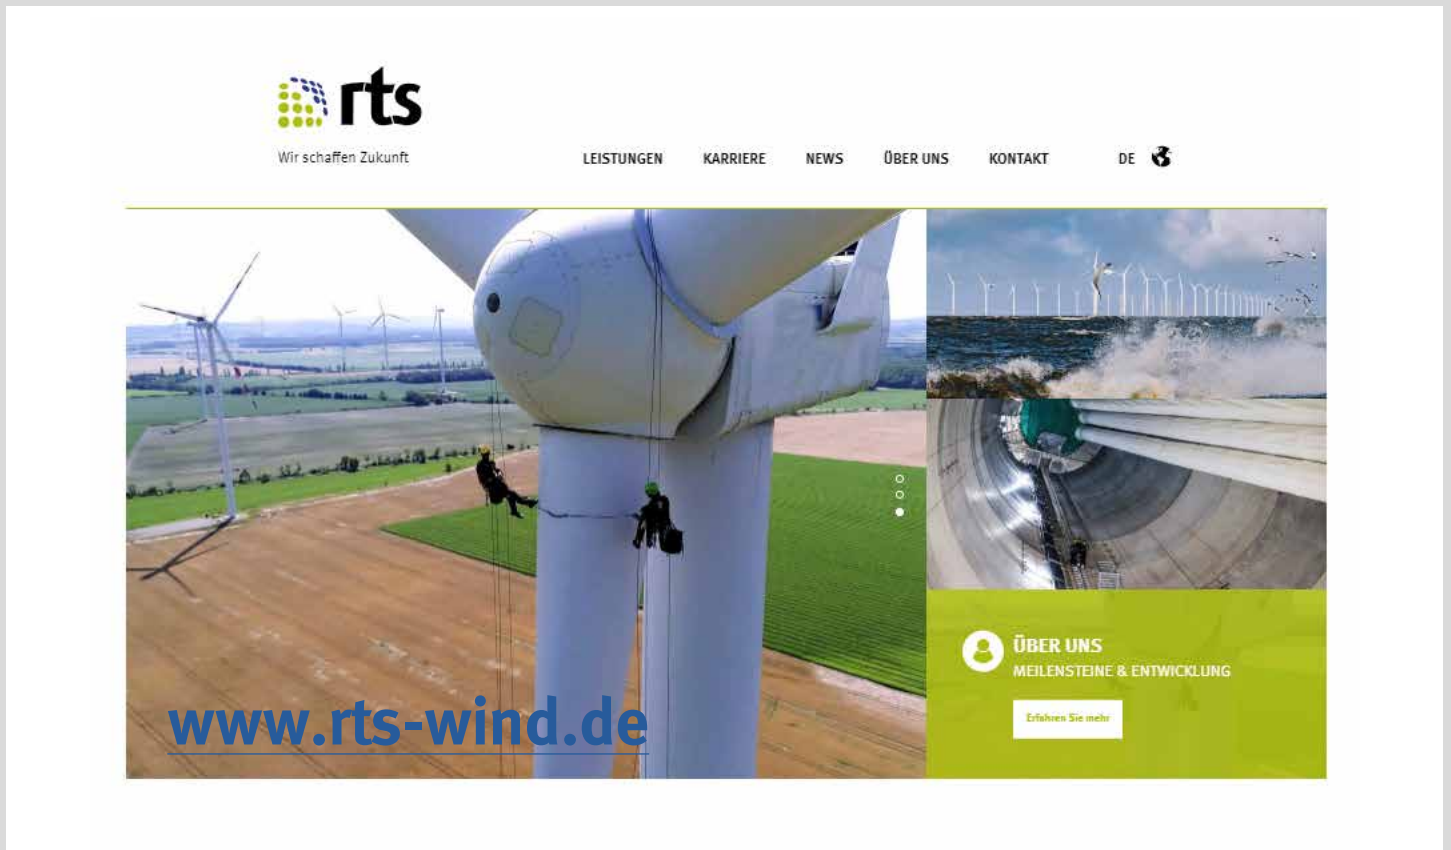 rts
Wir schaffen Zukunft
LEISTUNGEN KARRIERE NEWS ÜBER UNS KONTAKT DE
ÜBER UNS
MEILENSTEINE & ENTWICKLUNG
Erfahren Sie mehr
www.rts-wind.de